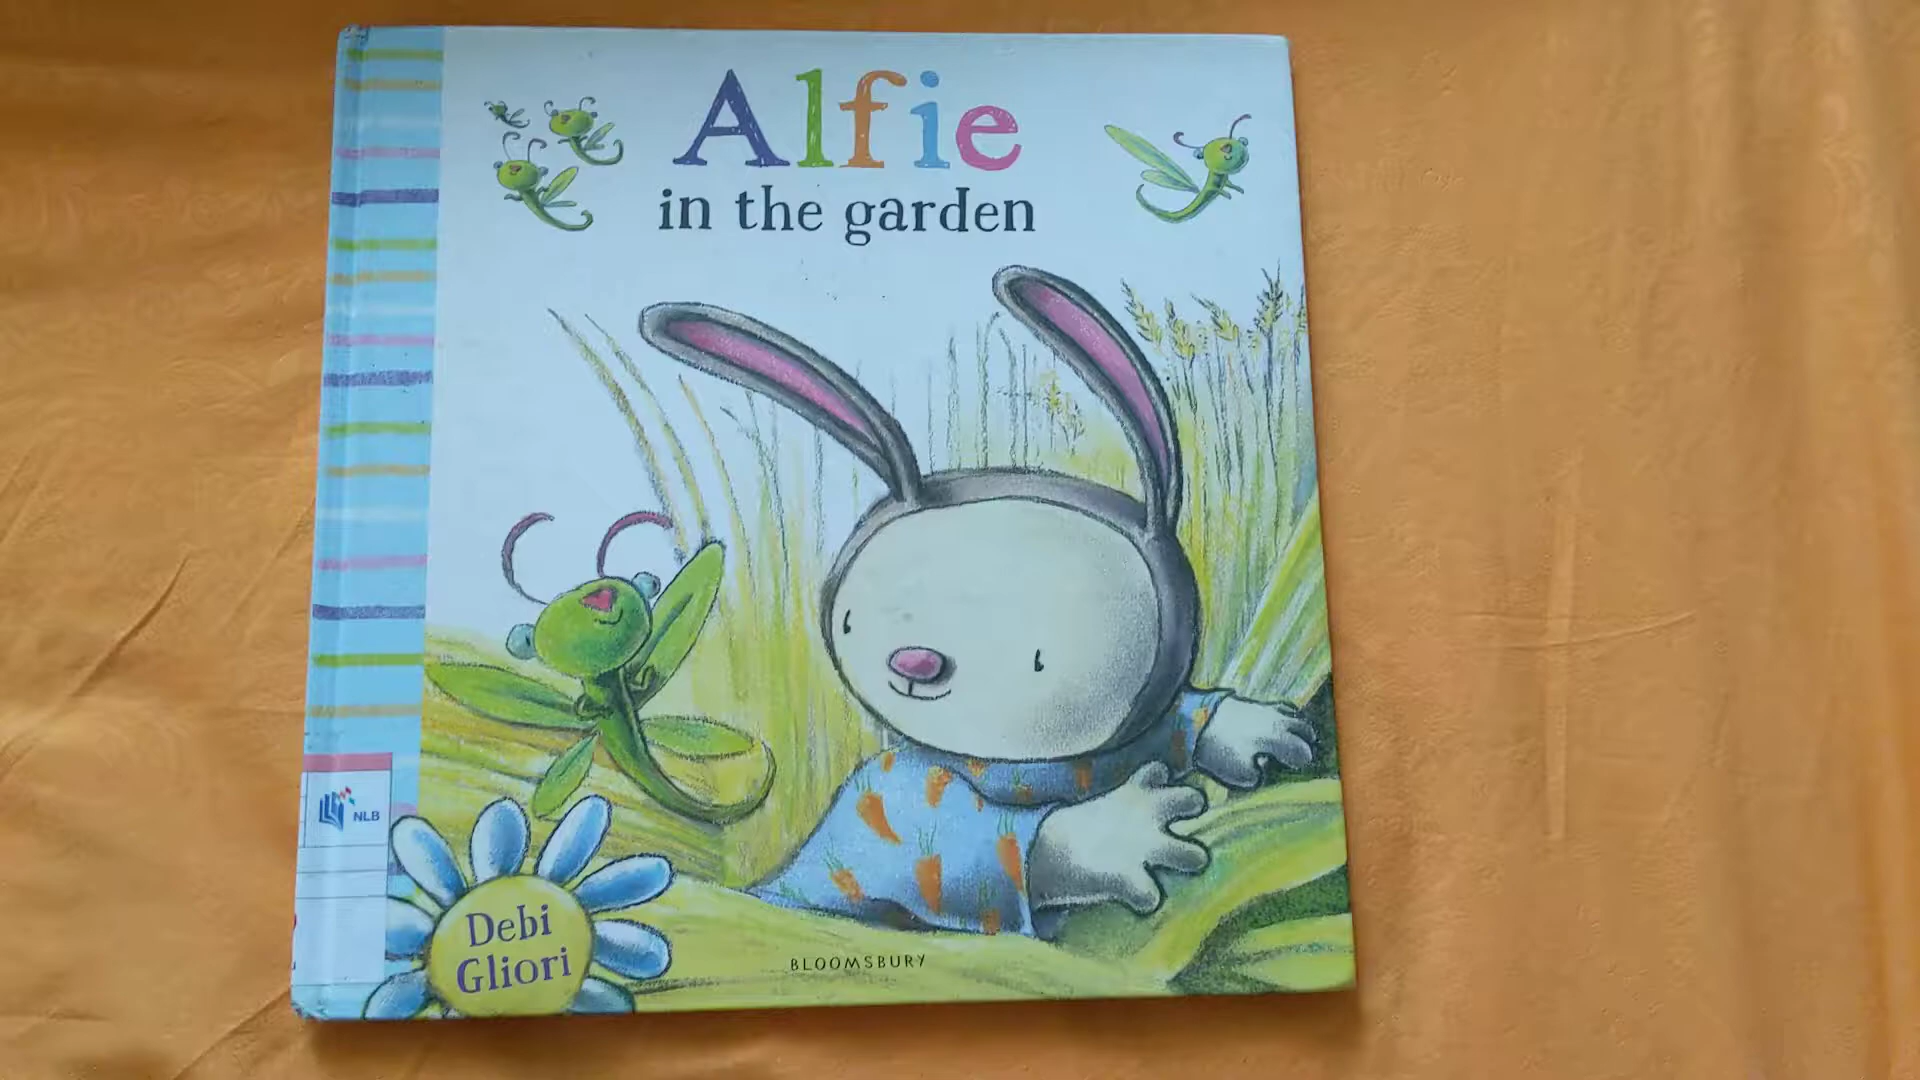 Alfie
in the garden
NLB
Debi
Gliori
BLOOMSBURY